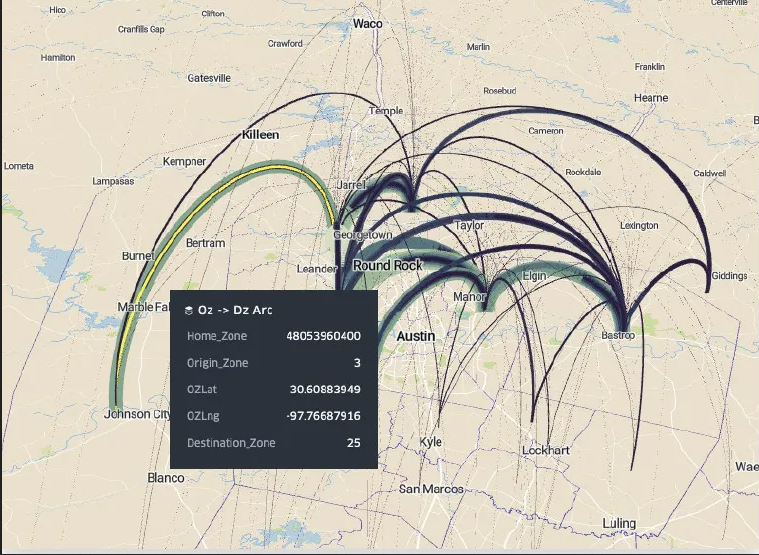 Hico
Clifton
Centerville
Cranfills Gap
Waco
Crawford
Marlin
Hamilton
Franklin
Gatesville
Rosebud
Hearne
Temple
Killeen
Cameron
Lometa
Kempner
Rockdale
Caldwell
Lampasas
Jarrell
Lexington
Taylor
Georgetown
Burnet
Bertram
Leander
Round Rock
Elgin
Giddings
Manor
Marble Fal
Austin
Bastrop
Oz -> Dz Arc
Home_Zone 48053960400
Origin_Zone 3
OZLat 30.60883949
OZLng -97.76687916
Destination_Zone 25
Johnson City
Kyle
Lockhart
Blanco
Wae
San Marcos
Luling